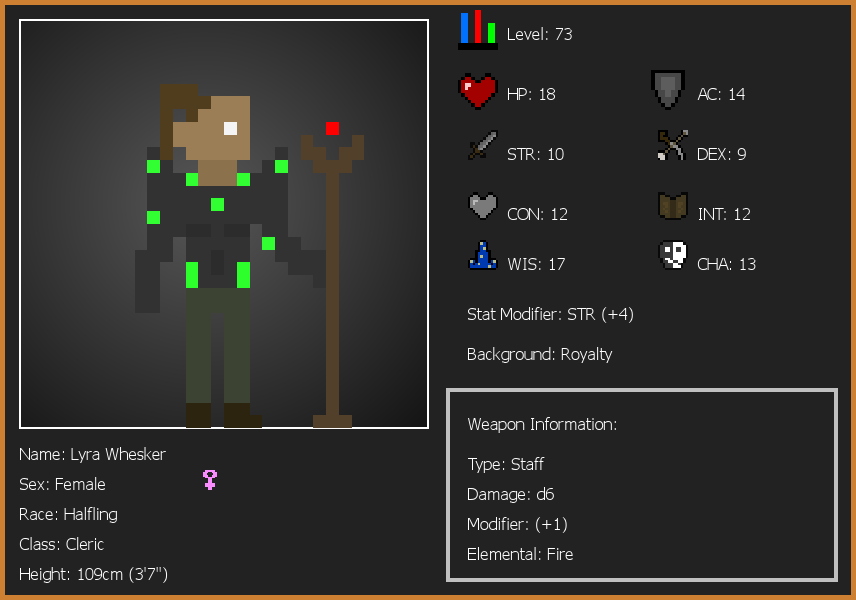 Level: 73
HP: 18
AC: 14
STR: 10
DEX: 9
CON: 12
INT: 12
WIS: 17
CHA: 13
Stat Modifier: STR (+4)
Background: Royalty
Weapon Information:
Type: Staff
Damage: d6
Modifier: (+1)
Elemental: Fire
Name: Lyra Whesker
Sex: Female
Race: Halfling
Class: Cleric
Height: 109cm (3'7")